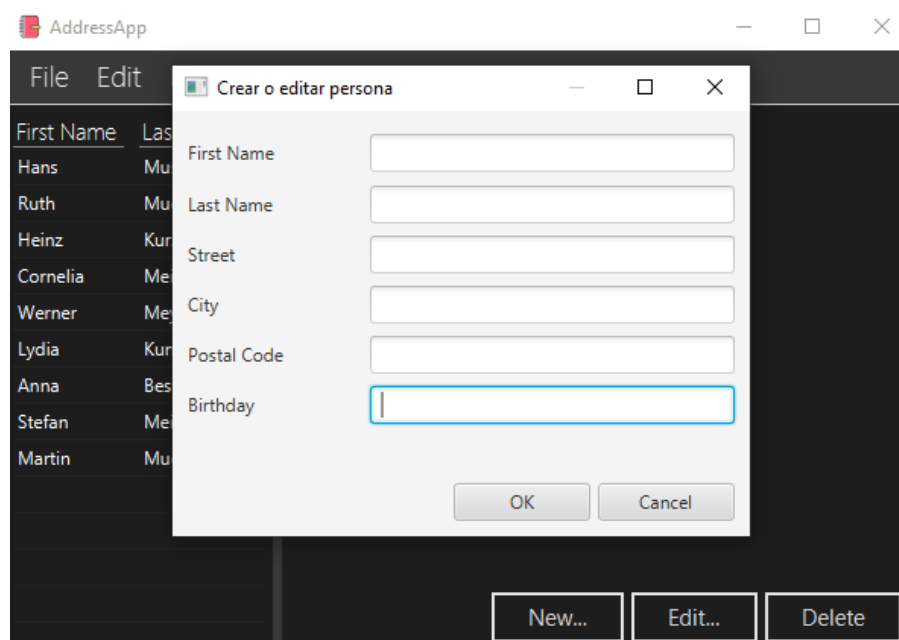 AddressApp
File Edit
Crear o editar persona
First Name
Last Name
Street
City
Postal Code
Birthday
OK Cancel
First Name
Hans
Ruth
Heinz
Cornelia
Werner
Lydia
Anna
Stefan
Martin
New... Edit... Delete